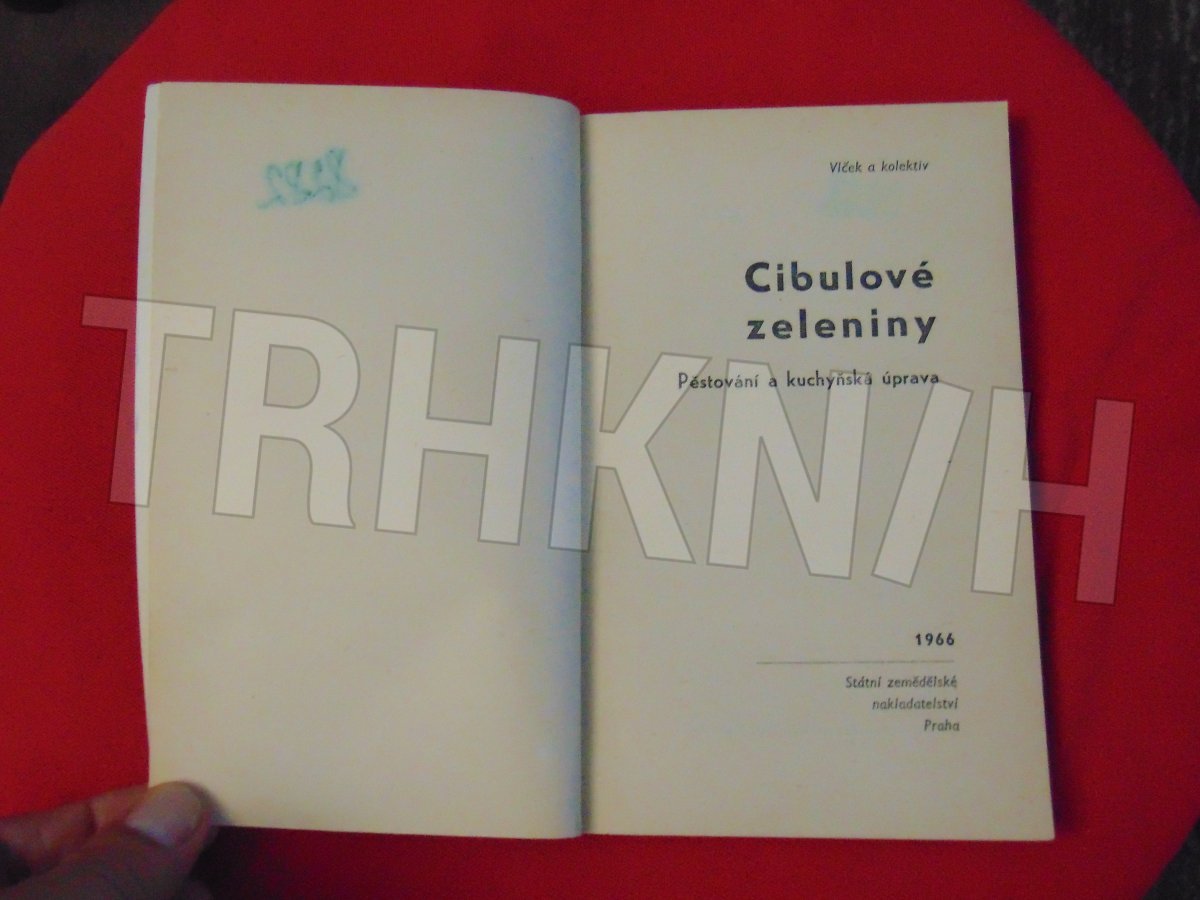 Vlček a kolektiv
Cibulové
zeleniny
Pěstování a kuchyňská úprava
TRHKNIH
1966
Státní zemědělské
nakladatelství
Praha